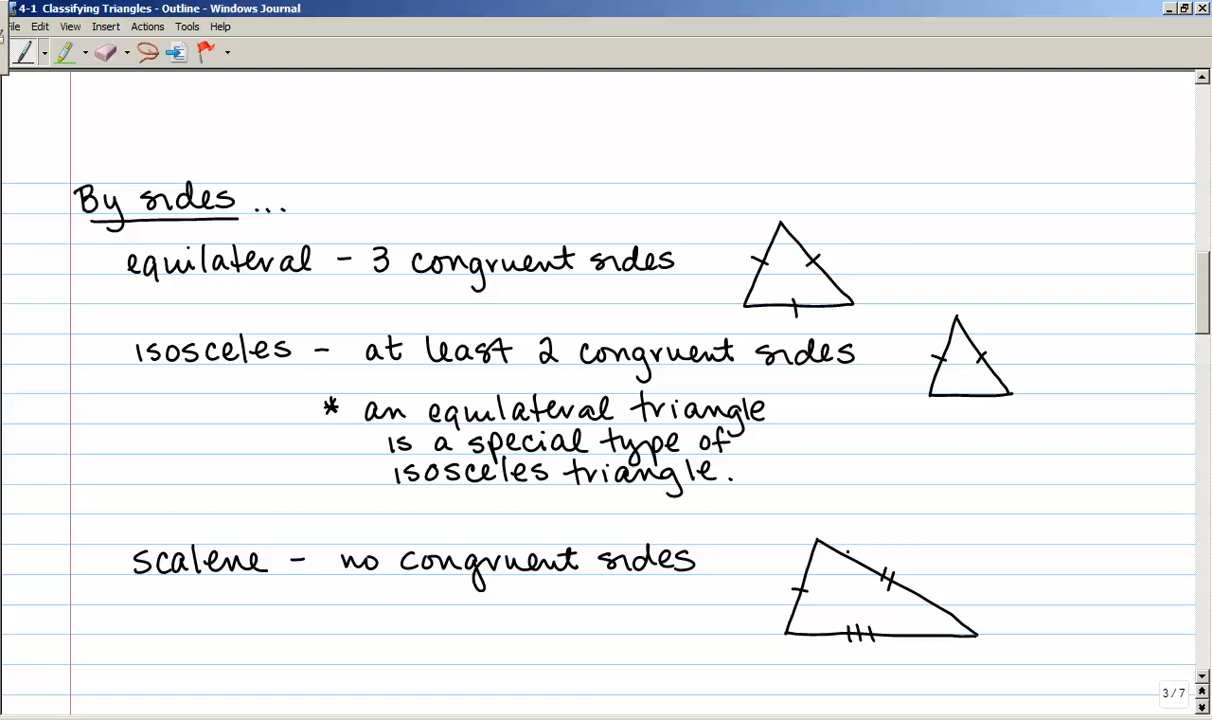 4-1 Classifying Triangles - Outline - Windows Journal
File Edit View Insert Actions Tools Help
By sides ...
equilateral - 3 congruent sides
isosceles - at least 2 congruent sides
* an equilateral triangle
is a special type of
isosceles triangle.
scalene - no congruent sides
3 / 7